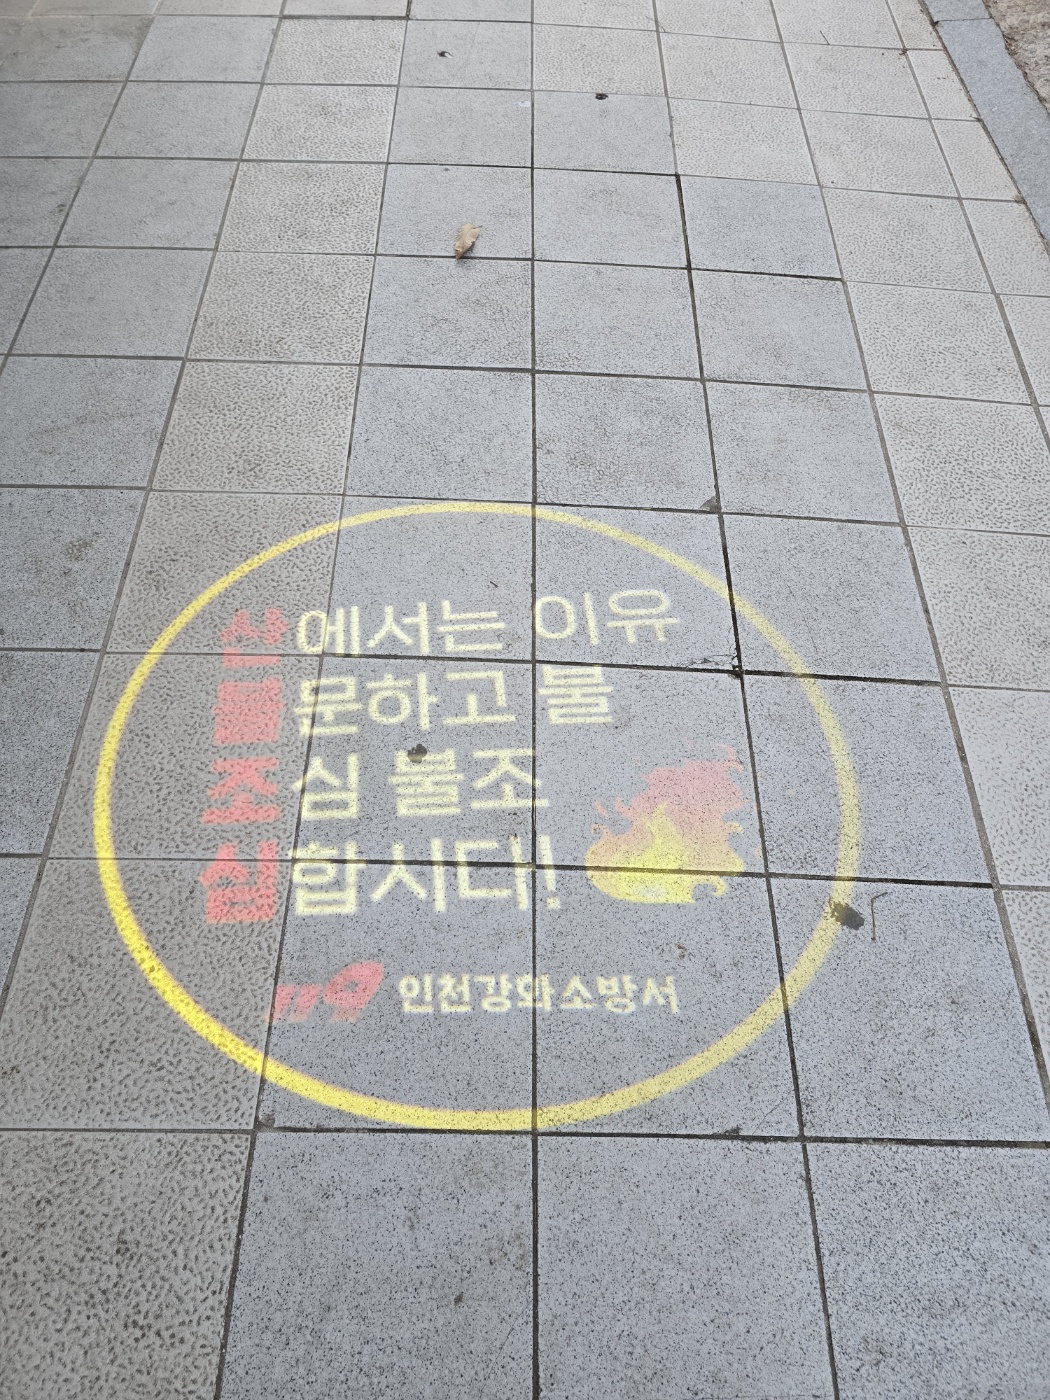 산에서는 이유
불문하고 불
조심 불조
심합시다!
119 인천강화소방서